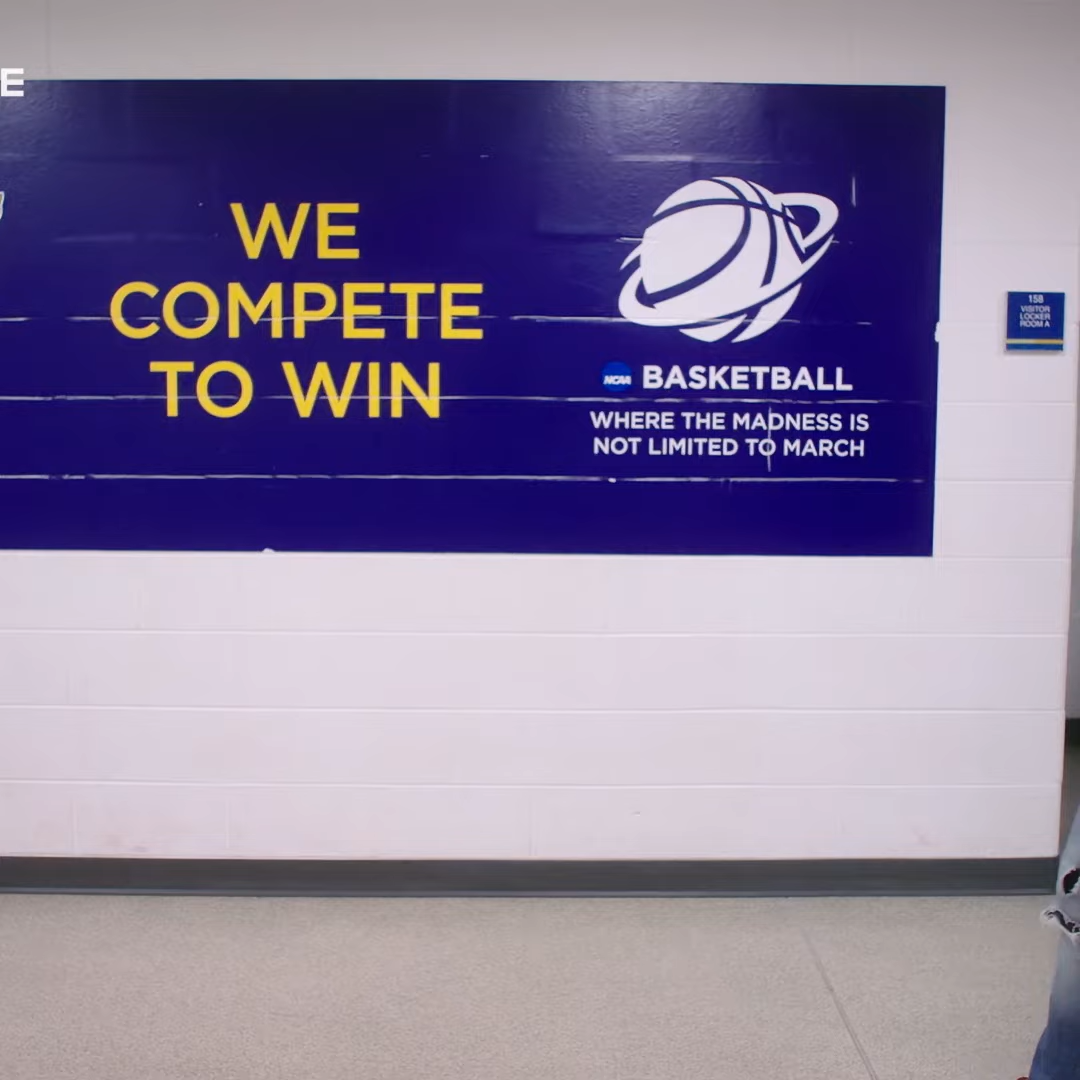 E
WE
COMPETE
TO WIN
NCAA BASKETBALL
WHERE THE MADNESS IS
NOT LIMITED TO MARCH
158
VISITOR
LOCKER
ROOM A